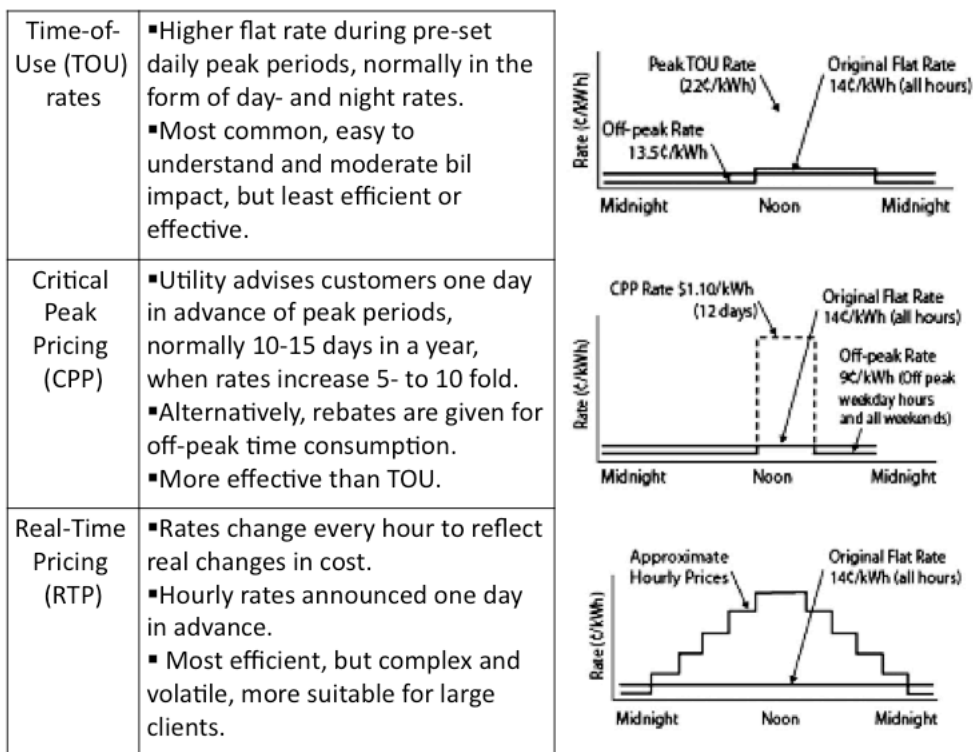 Time-of-
Use (TOU)
rates
▪Higher flat rate during pre-set
daily peak periods, normally in the
form of day- and night rates.
▪Most common, easy to
understand and moderate bil
impact, but least efficient or
effective.
Peak TOU Rate
(22¢/kWh)
Original Flat Rate
14¢/kWh (all hours)
Off-peak Rate
13.5¢/kWh
Rate (¢/kWh)
Midnight Noon Midnight
Critical
Peak
Pricing
(CPP)
▪Utility advises customers one day
in advance of peak periods,
normally 10-15 days in a year,
when rates increase 5- to 10 fold.
▪Alternatively, rebates are given for
off-peak time consumption.
▪More effective than TOU.
CPP Rate $1.10/kWh
(12 days)
Original Flat Rate
14¢/kWh (all hours)
Off-peak Rate
9¢/kWh (Off peak
weekday hours
and all weekends)
Rate (¢/kWh)
Midnight Noon Midnight
Real-Time
Pricing
(RTP)
▪Rates change every hour to reflect
real changes in cost.
▪Hourly rates announced one day
in advance.
▪ Most efficient, but complex and
volatile, more suitable for large
clients.
Approximate
Hourly Prices
Original Flat Rate
14¢/kWh (all hours)
Rate (¢/kWh)
Midnight Noon Midnight